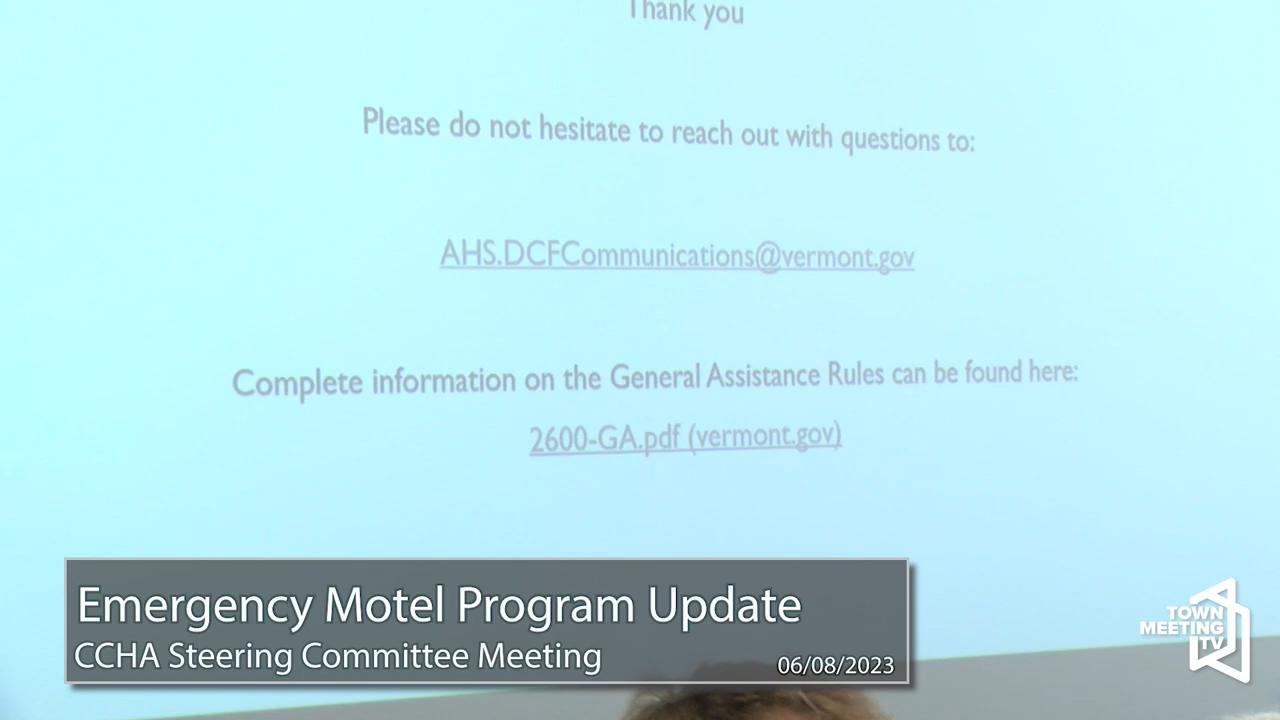 Thank you
Please do not hesitate to reach out with questions to:
AHS.DCFCommunications@vermont.gov
Complete information on the General Assistance Rules can be found here:
2600-GA.pdf (vermont.gov)
Emergency Motel Program Update
CCHA Steering Committee Meeting
06/08/2023
TOWN
MEETING
TV